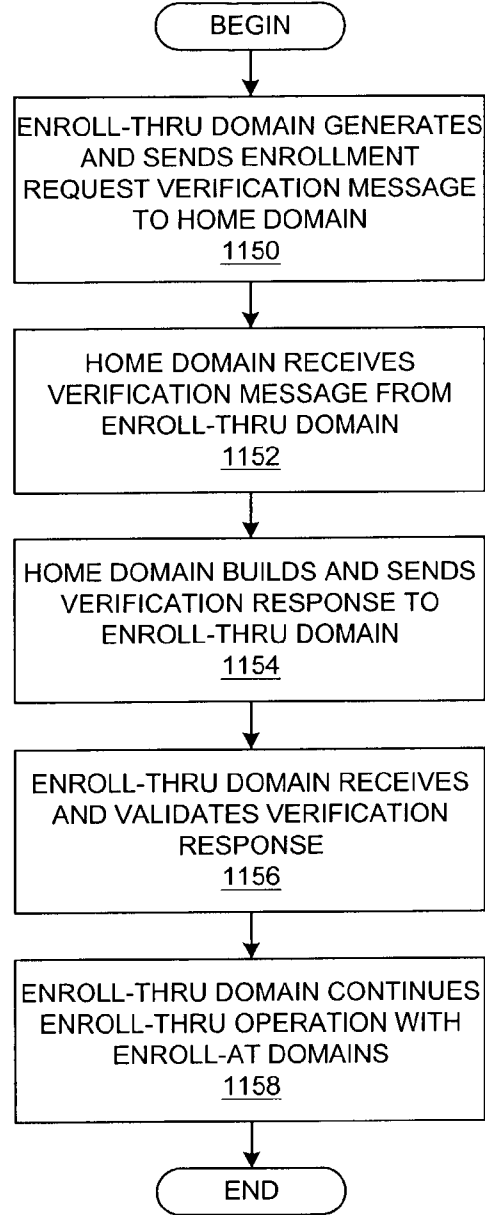 BEGIN
ENROLL-THRU DOMAIN GENERATES
AND SENDS ENROLLMENT
REQUEST VERIFICATION MESSAGE
TO HOME DOMAIN
1150
HOME DOMAIN RECEIVES
VERIFICATION MESSAGE FROM
ENROLL-THRU DOMAIN
1152
HOME DOMAIN BUILDS AND SENDS
VERIFICATION RESPONSE TO
ENROLL-THRU DOMAIN
1154
ENROLL-THRU DOMAIN RECEIVES
AND VALIDATES VERIFICATION
RESPONSE
1156
ENROLL-THRU DOMAIN CONTINUES
ENROLL-THRU OPERATION WITH
ENROLL-AT DOMAINS
1158
END